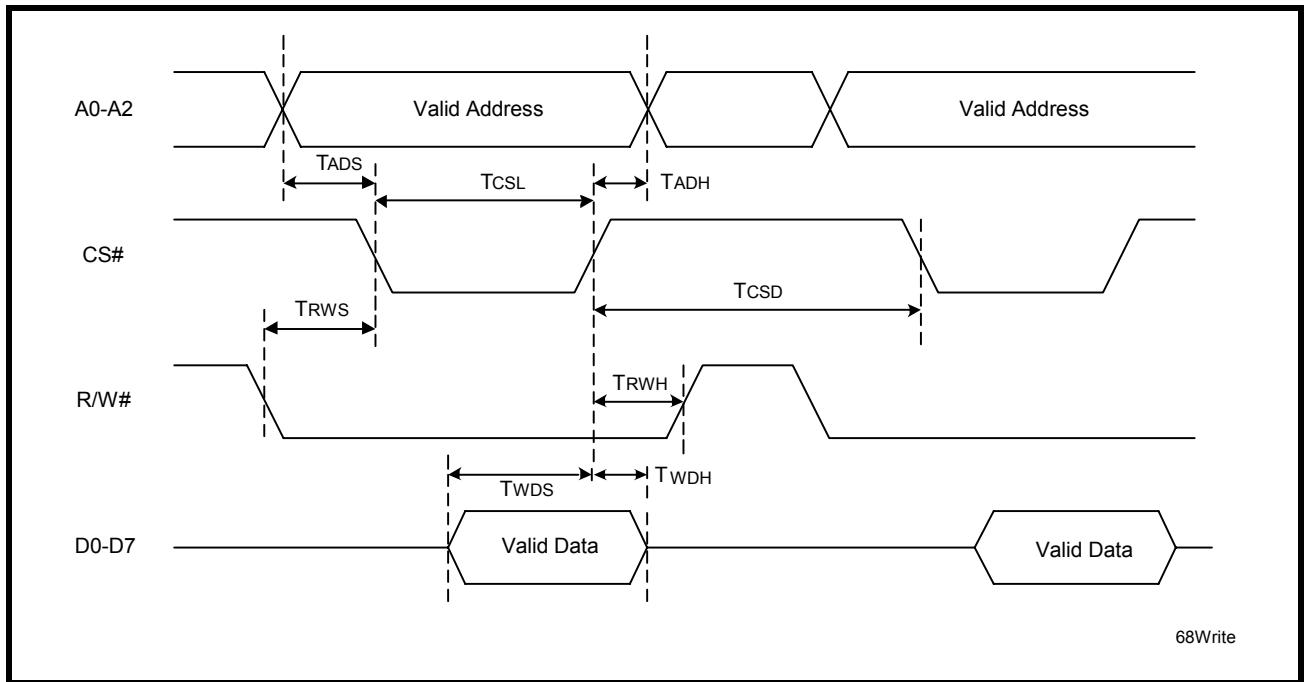 A0-A2
Valid Address
Valid Address
TADS
TCSL
TADH
CS#
TCSD
TRWS
R/W#
TRWH
TWDS
TWDH
D0-D7
Valid Data
Valid Data
68Write